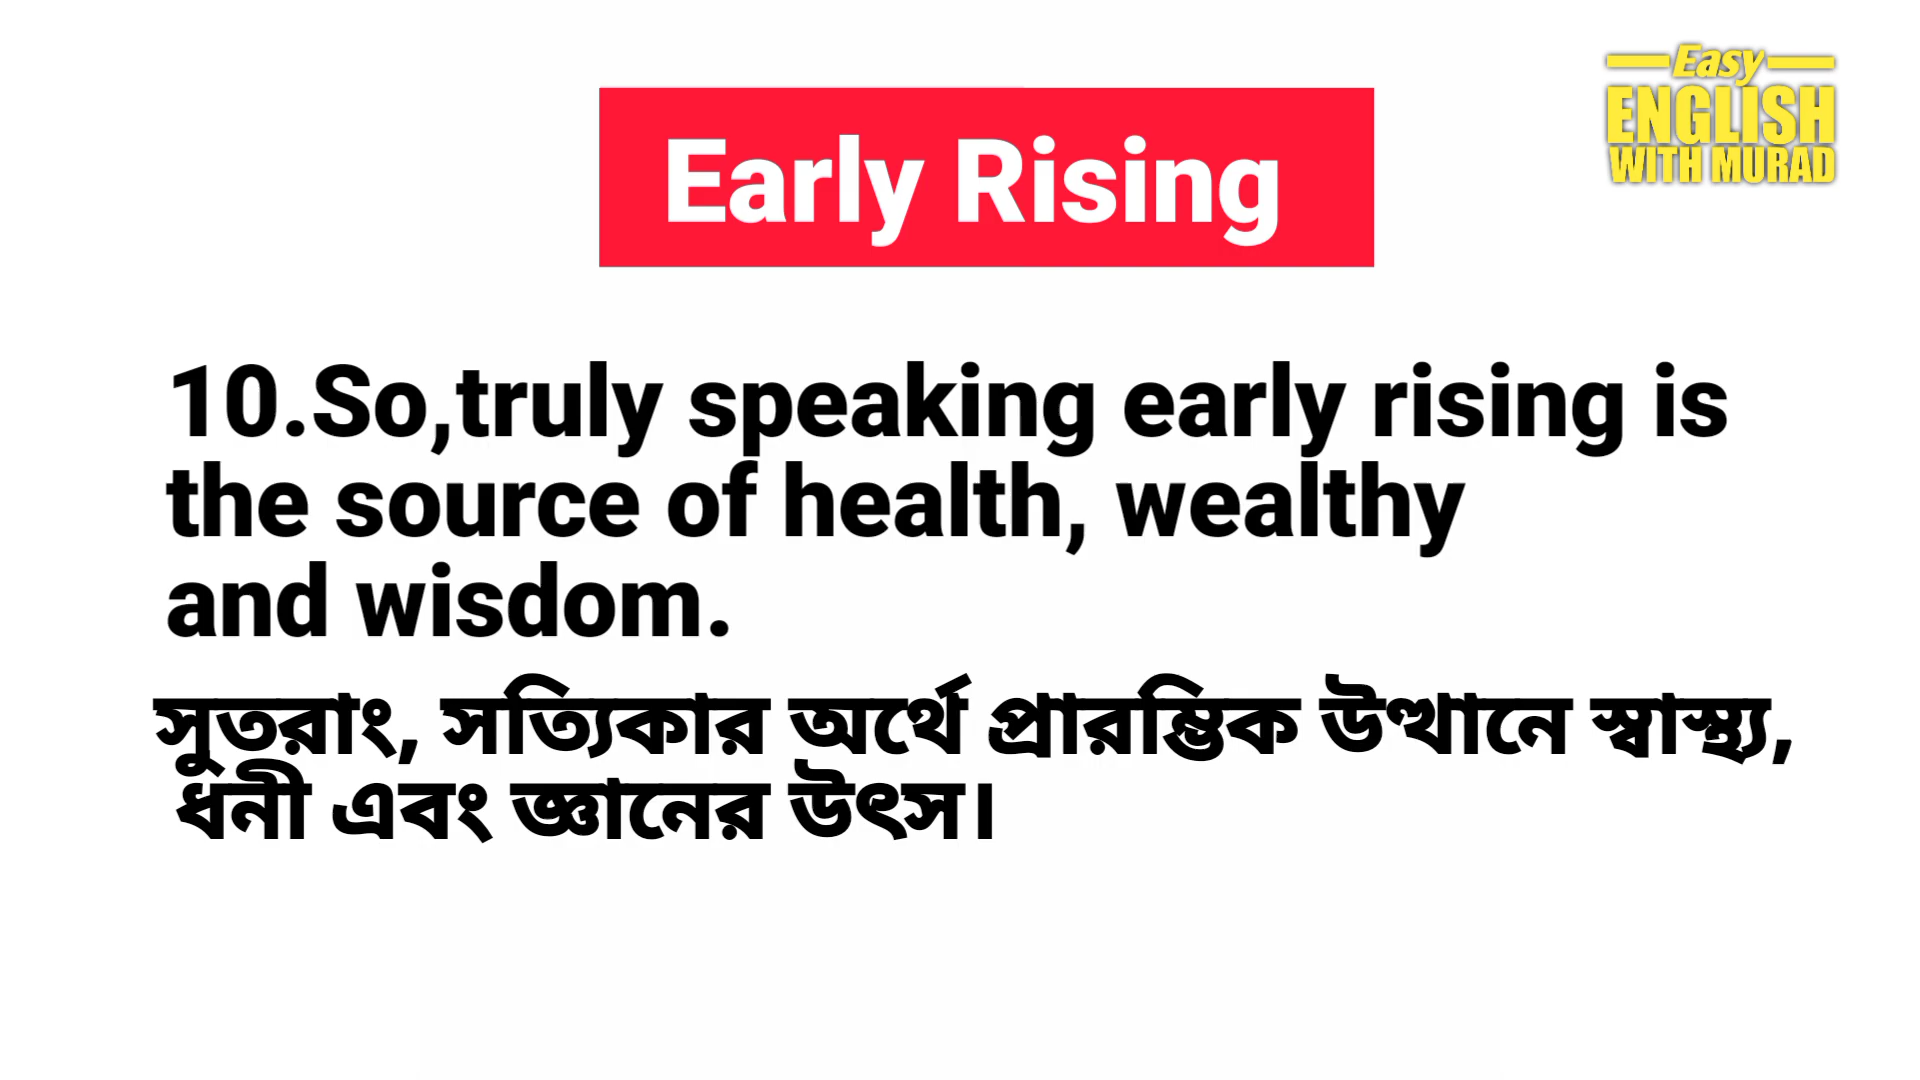 Easy
ENGLISH
WITH MURAD
Early Rising
10.So,truly speaking early rising is
the source of health, wealthy
and wisdom.
সুতরাং, সত্যিকার অর্থে প্রারম্ভিক উত্থানে স্বাস্থ্য,
ধনী এবং জ্ঞানের উৎস।